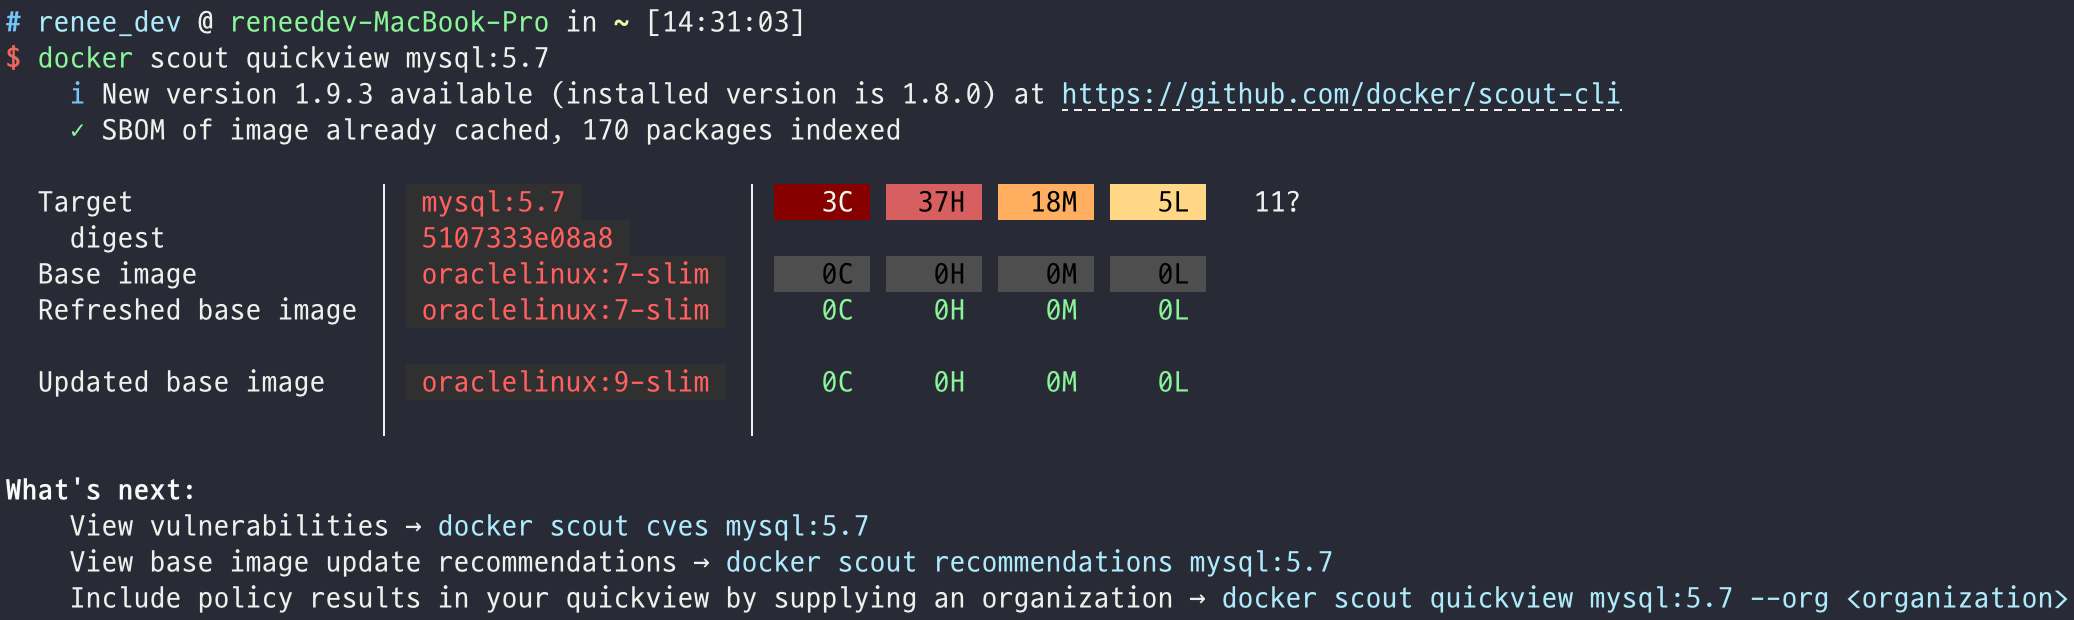 # renee_dev @ reneedev-MacBook-Pro in ~ [14:31:03]
$ docker scout quickview mysql:5.7
i New version 1.9.3 available (installed version is 1.8.0) at https://github.com/docker/scout-cli
✓ SBOM of image already cached, 170 packages indexed
Target │ mysql:5.7 │ 3C 37H 18M 5L 11?
digest │ 5107333e08a8 │
Base image │ oraclelinux:7-slim │ 0C 0H 0M 0L
Refreshed base image │ oraclelinux:7-slim │ 0C 0H 0M 0L
Updated base image │ oraclelinux:9-slim │ 0C 0H 0M 0L
What's next:
View vulnerabilities → docker scout cves mysql:5.7
View base image update recommendations → docker scout recommendations mysql:5.7
Include policy results in your quickview by supplying an organization → docker scout quickview mysql:5.7 --org <organization>